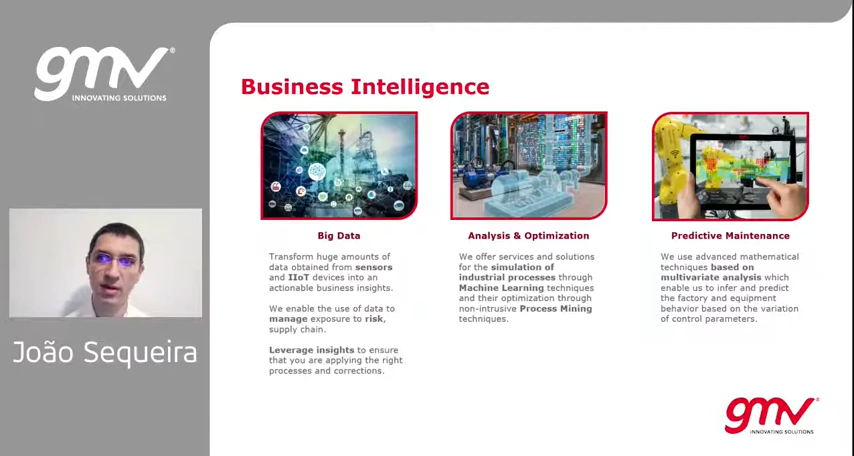 gmv®
INNOVATING SOLUTIONS
João Sequeira
Business Intelligence
Big Data
Transform huge amounts of
data obtained from sensors
and IIoT devices into an
actionable business insights.
We enable the use of data to
manage exposure to risk,
supply chain.
Leverage insights to ensure
that you are applying the right
processes and corrections.
Analysis & Optimization
We offer services and solutions
for the simulation of
industrial processes through
Machine Learning techniques
and their optimization through
non-intrusive Process Mining
techniques.
Predictive Maintenance
We use advanced mathematical
techniques based on
multivariate analysis which
enable us to infer and predict
the factory and equipment
behavior based on the variation
of control parameters.
gmv®
INNOVATING SOLUTIONS